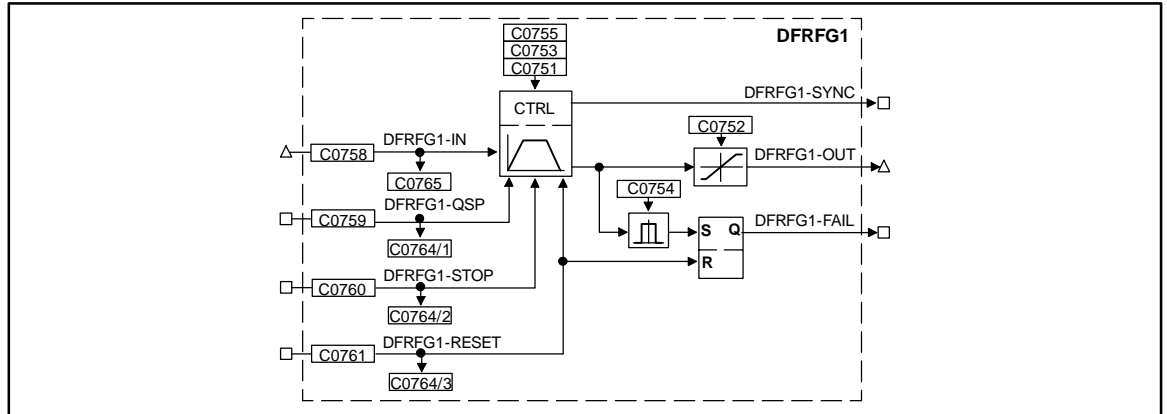 DFRFG1
C0755
C0753
C0751
CTRL
DFRFG1-SYNC
C0752
DFRFG1-OUT
C0758
DFRFG1-IN
C0765
C0754
C0759
DFRFG1-QSP
C0764/1
S Q
R
DFRFG1-FAIL
C0760
DFRFG1-STOP
C0764/2
C0761
DFRFG1-RESET
C0764/3